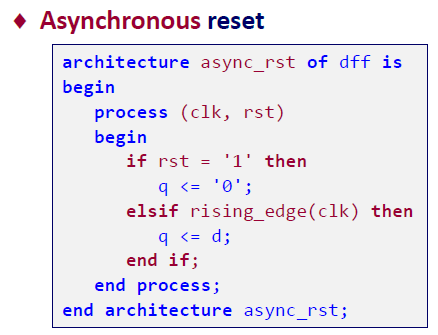 ♦ Asynchronous reset
architecture async_rst of dff is
begin
process (clk, rst)
begin
if rst = '1' then
q <= '0';
elsif rising_edge(clk) then
q <= d;
end if;
end process;
end architecture async_rst;